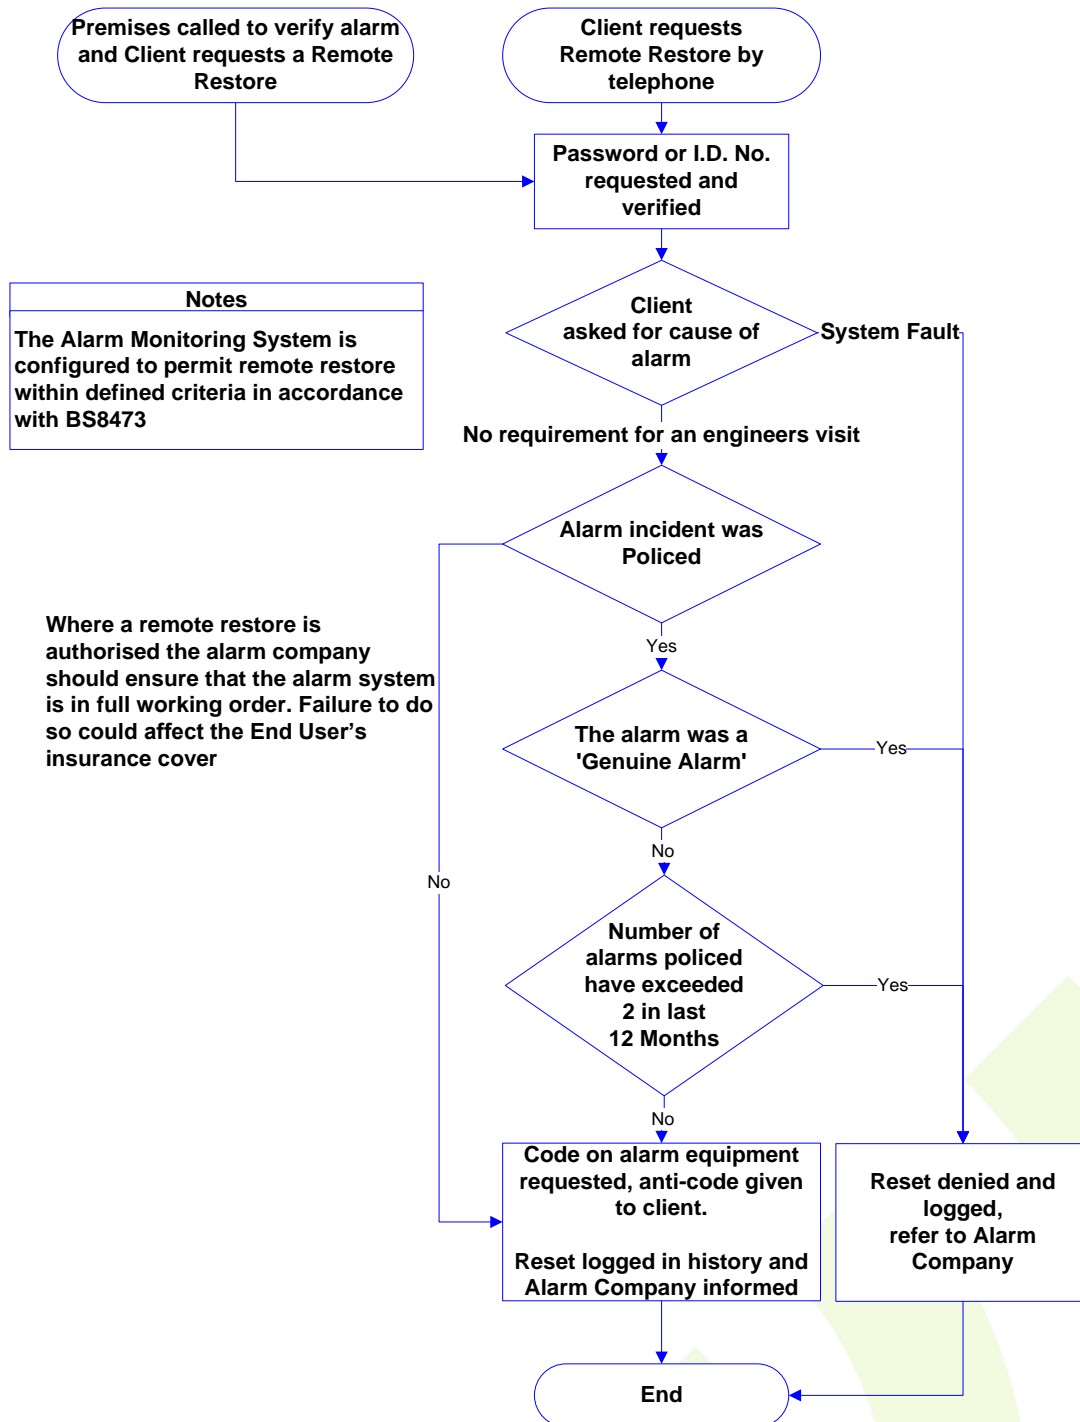 Premises called to verify alarm
and Client requests a Remote
Restore
Client requests
Remote Restore by
telephone
Password or I.D. No.
requested and
verified
Notes
The Alarm Monitoring System is
configured to permit remote restore
within defined criteria in accordance
with BS8473
Client
asked for cause of
alarm
System Fault
No requirement for an engineers visit
Alarm incident was
Policed
Yes
Where a remote restore is
authorised the alarm company
should ensure that the alarm system
is in full working order. Failure to do
so could affect the End User's
insurance cover
The alarm was a
'Genuine Alarm'
Yes
No
No
Number of
alarms policed
have exceeded
2 in last
12 Months
Yes
No
Code on alarm equipment
requested, anti-code given
to client.
Reset logged in history and
Alarm Company informed
Reset denied and
logged,
refer to Alarm
Company
End